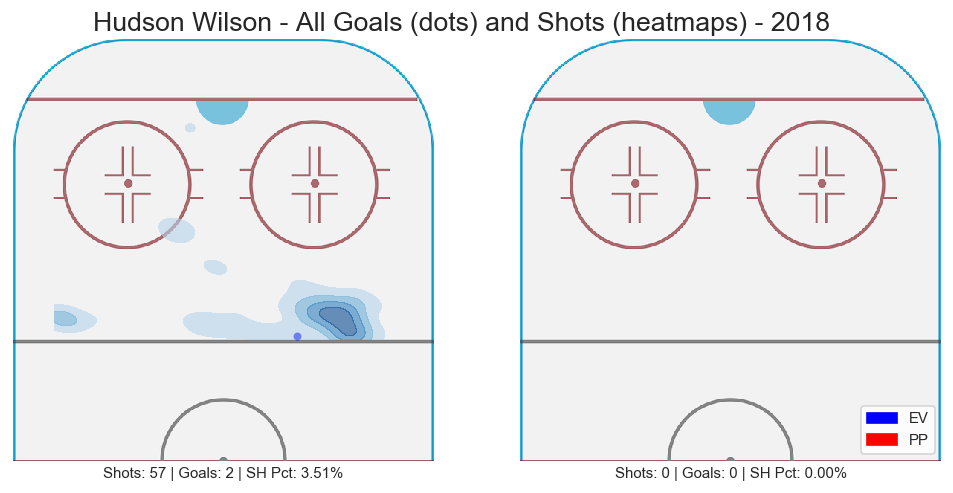 Hudson Wilson - All Goals (dots) and Shots (heatmaps) - 2018
EV
PP
Shots: 57 | Goals: 2 | SH Pct: 3.51%
Shots: 0 | Goals: 0 | SH Pct: 0.00%